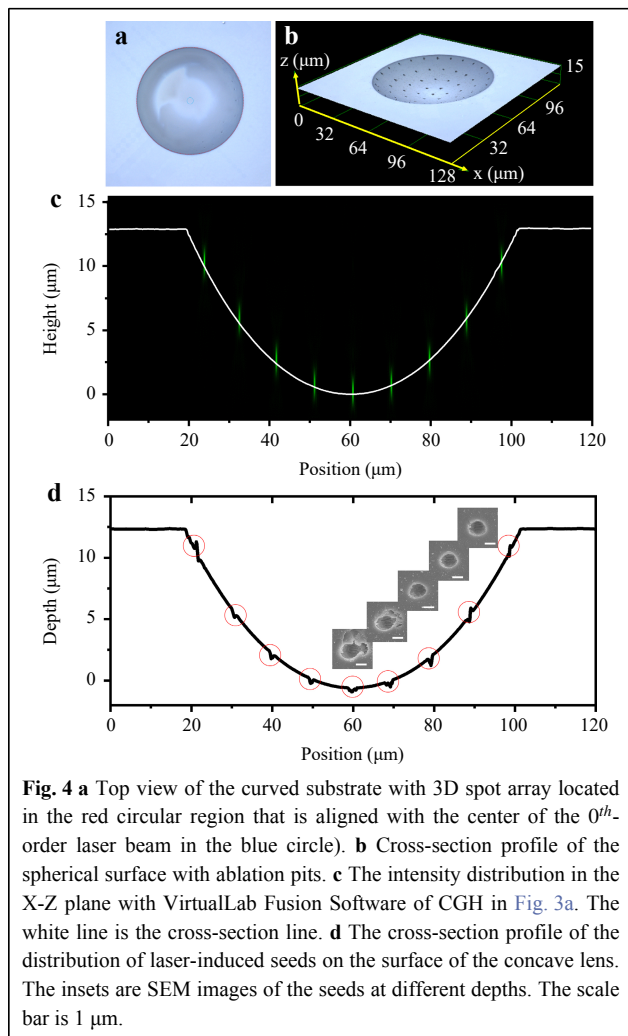 a
b
z (μm)
15
96
64
32
0
32
64
96
128
x (μm)
c
15
10
5
0
Height (μm)
0 20 40 60 80 100 120
Position (μm)
d
15
10
5
0
Depth (μm)
0 20 40 60 80 100 120
Position (μm)
Fig. 4 a Top view of the curved substrate with 3D spot array located
in the red circular region that is aligned with the center of the 0th-
order laser beam in the blue circle). b Cross-section profile of the
spherical surface with ablation pits. c The intensity distribution in the
X-Z plane with VirtualLab Fusion Software of CGH in Fig. 3a. The
white line is the cross-section line. d The cross-section profile of the
distribution of laser-induced seeds on the surface of the concave lens.
The insets are SEM images of the seeds at different depths. The scale
bar is 1 μm.